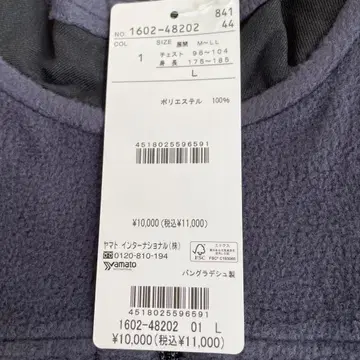 841
NO. 1602-48202 44
COL SIZE M~LL
1 チェスト 96~104
身長 175~185
L
ポリエステル 100%
4518025596591
¥10,000(税込¥11,000)
ヤマト インターナショナル(株)
0120-810-194
yamato
FSC
バングラデシュ製
4518025596591
1602-48202 01 L
¥10,000(税込¥11,000)